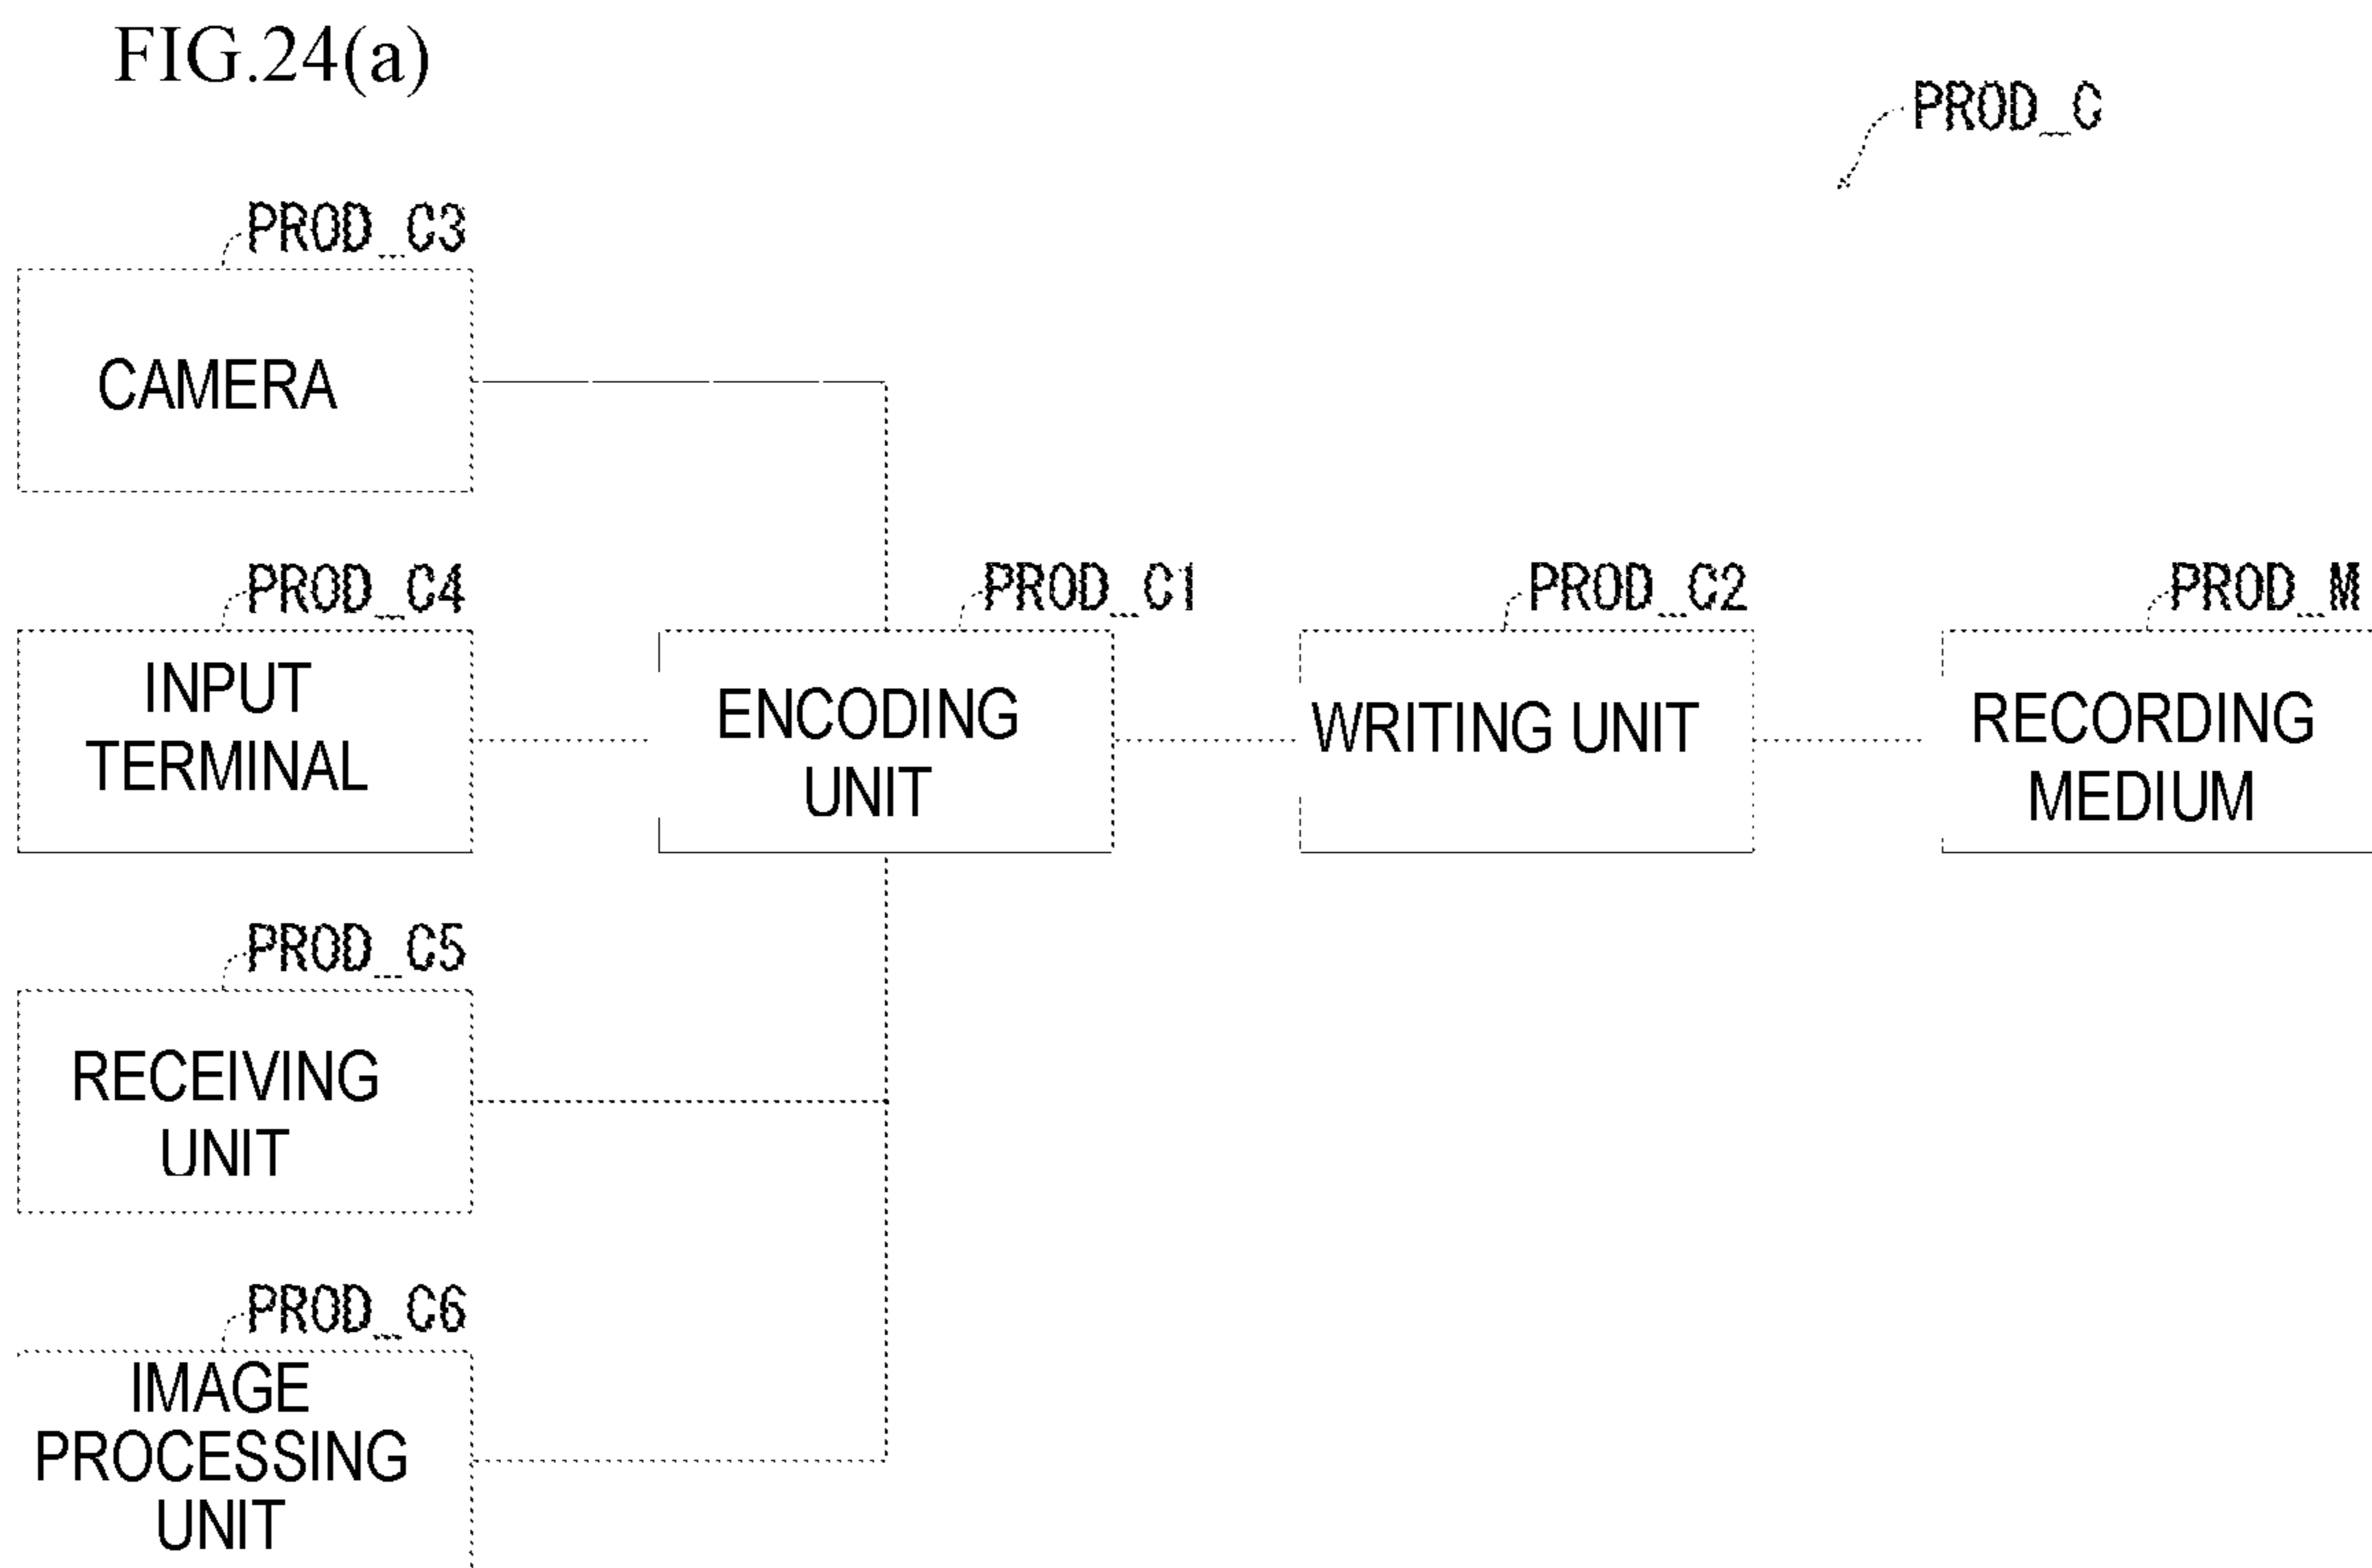 FIG.24(a)
PROD_C
PROD_C3
CAMERA
PROD_C4
INPUT
TERMINAL
PROD_C1
ENCODING
UNIT
PROD_C2
WRITING UNIT
PROD_M
RECORDING
MEDIUM
PROD_C5
RECEIVING
UNIT
PROD_C6
IMAGE
PROCESSING
UNIT